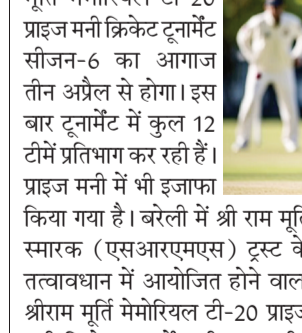 प्राइज मनी क्रिकेट टूनार्मेंट
सीजन-6 का आगाज
तीन अप्रैल से होगा। इस
बार टूनार्मेंट में कुल 12
टीमें प्रतिभाग कर रही हैं।
प्राइज मनी में भी इजाफा
किया गया है। बरेली में श्री राम
स्मारक (एसआरएमएस) ट्रस्ट
तत्वावधान में आयोजित होने
श्रीराम मूर्ति मेमोरियल टी-20